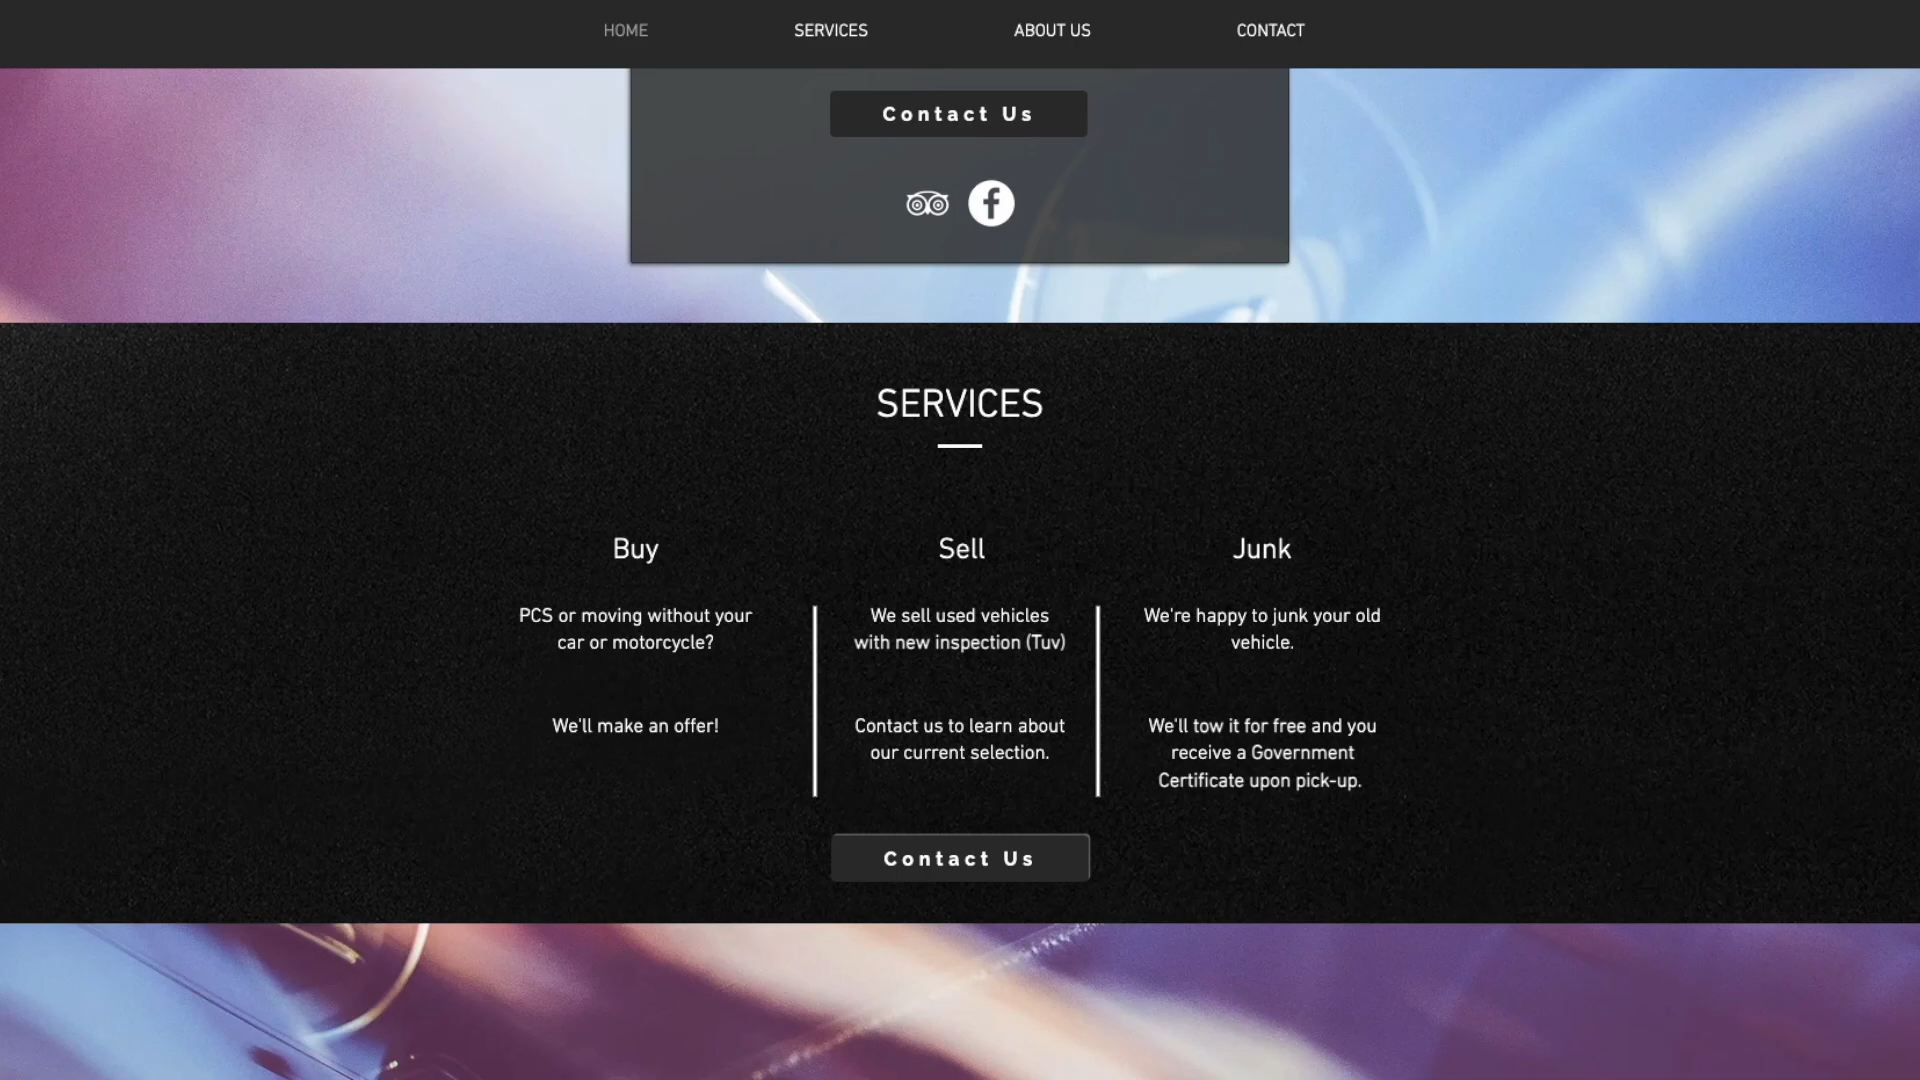 HOME SERVICES ABOUT US CONTACT
Contact Us
SERVICES
Buy
PCS or moving without your
car or motorcycle?
We'll make an offer!
Sell
We sell used vehicles
with new inspection (Tuv)
Contact us to learn about
our current selection.
Junk
We're happy to junk your old
vehicle.
We'll tow it for free and you
receive a Government
Certificate upon pick-up.
Contact Us